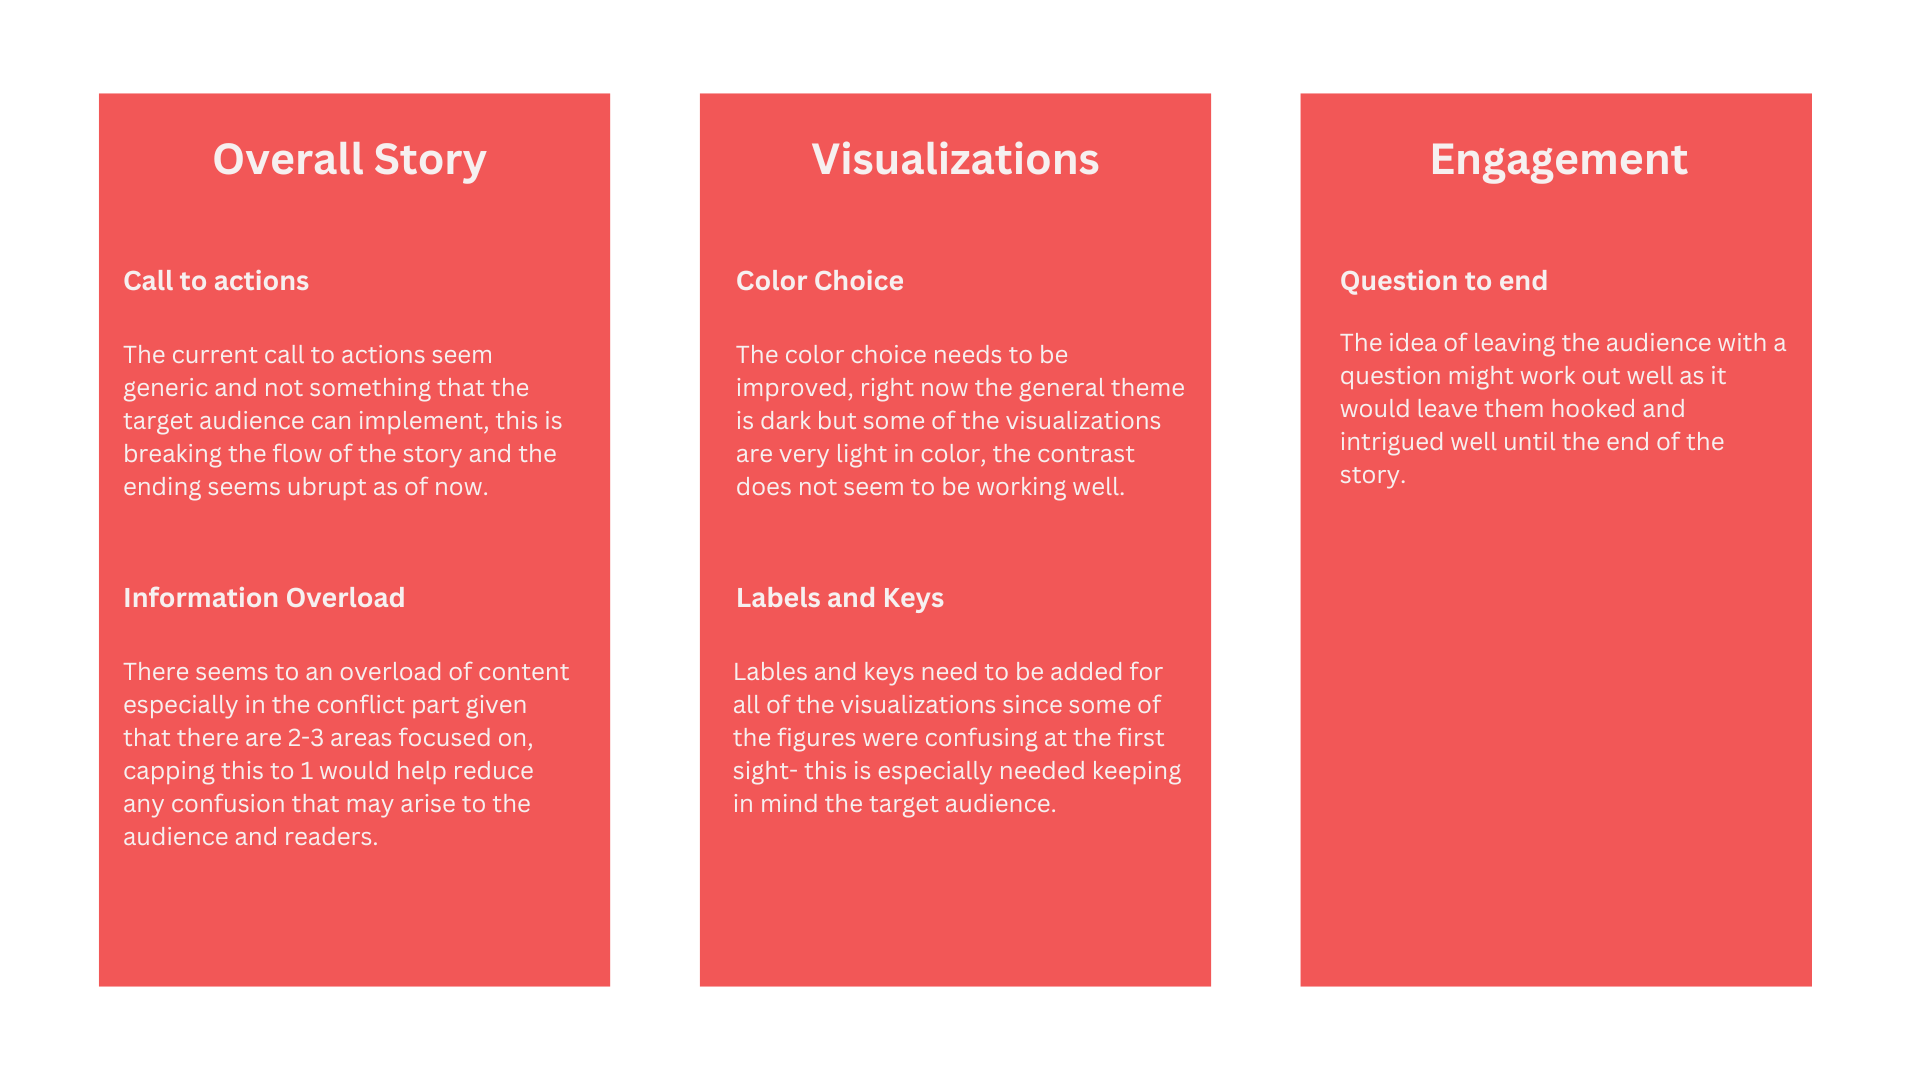 Overall Story
Call to actions
The current call to actions seem
generic and not something that the
target audience can implement, this is
breaking the flow of the story and the
ending seems ubrupt as of now.
Information Overload
There seems to an overload of content
especially in the conflict part given
that there are 2-3 areas focused on,
capping this to 1 would help reduce
any confusion that may arise to the
audience and readers.
Visualizations
Color Choice
The color choice needs to be
improved, right now the general theme
is dark but some of the visualizations
are very light in color, the contrast
does not seem to be working well.
Labels and Keys
Lables and keys need to be added for
all of the visualizations since some of
the figures were confusing at the first
sight- this is especially needed keeping
in mind the target audience.
Engagement
Question to end
The idea of leaving the audience with a
question might work out well as it
would leave them hooked and
intrigued well until the end of the
story.